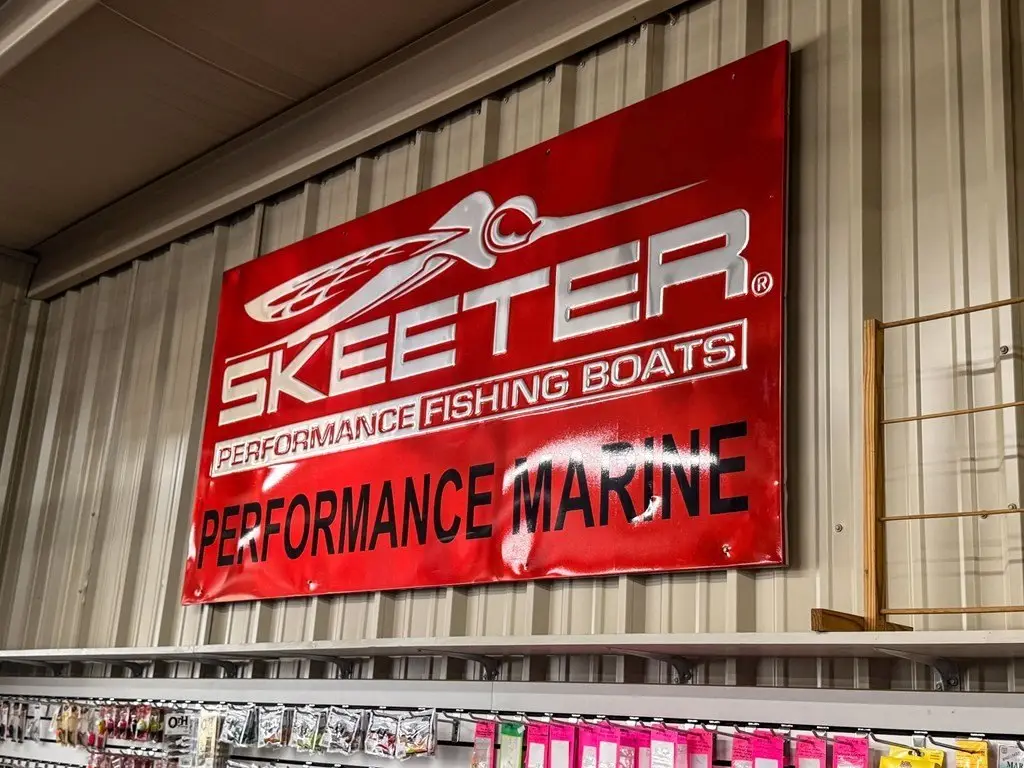 SKEETER®
PERFORMANCE FISHING BOATS
PERFORMANCE MARINE